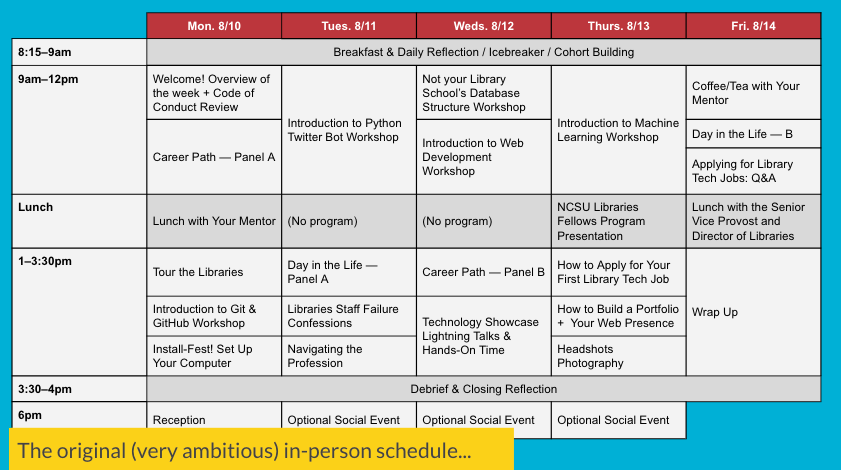 Mon. 8/10 Tues. 8/11 Weds. 8/12 Thurs. 8/13 Fri. 8/14
8:15–9am Breakfast & Daily Reflection / Icebreaker / Cohort Building
9am–12pm
Welcome! Overview of
the week + Code of
Conduct Review
Career Path — Panel A
Introduction to Python
Twitter Bot Workshop
Not your Library
School's Database
Structure Workshop
Introduction to Web
Development
Workshop
Introduction to Machine
Learning Workshop
Coffee/Tea with Your
Mentor
Day in the Life — B
Applying for Library
Tech Jobs: Q&A
Lunch
Lunch with Your Mentor
(No program)
(No program)
NCSU Libraries
Fellows Program
Presentation
Lunch with the Senior
Vice Provost and
Director of Libraries
1–3:30pm
Tour the Libraries
Introduction to Git &
GitHub Workshop
Install-Fest! Set Up
Your Computer
Day in the Life —
Panel A
Libraries Staff Failure
Confessions
Navigating the
Profession
Career Path — Panel B
Technology Showcase
Lightning Talks &
Hands-On Time
How to Apply for Your
First Library Tech Job
How to Build a Portfolio
+ Your Web Presence
Headshots
Photography
Wrap Up
3:30–4pm Debrief & Closing Reflection
6pm
Reception
Optional Social Event
Optional Social Event
Optional Social Event
The original (very ambitious) in-person schedule...